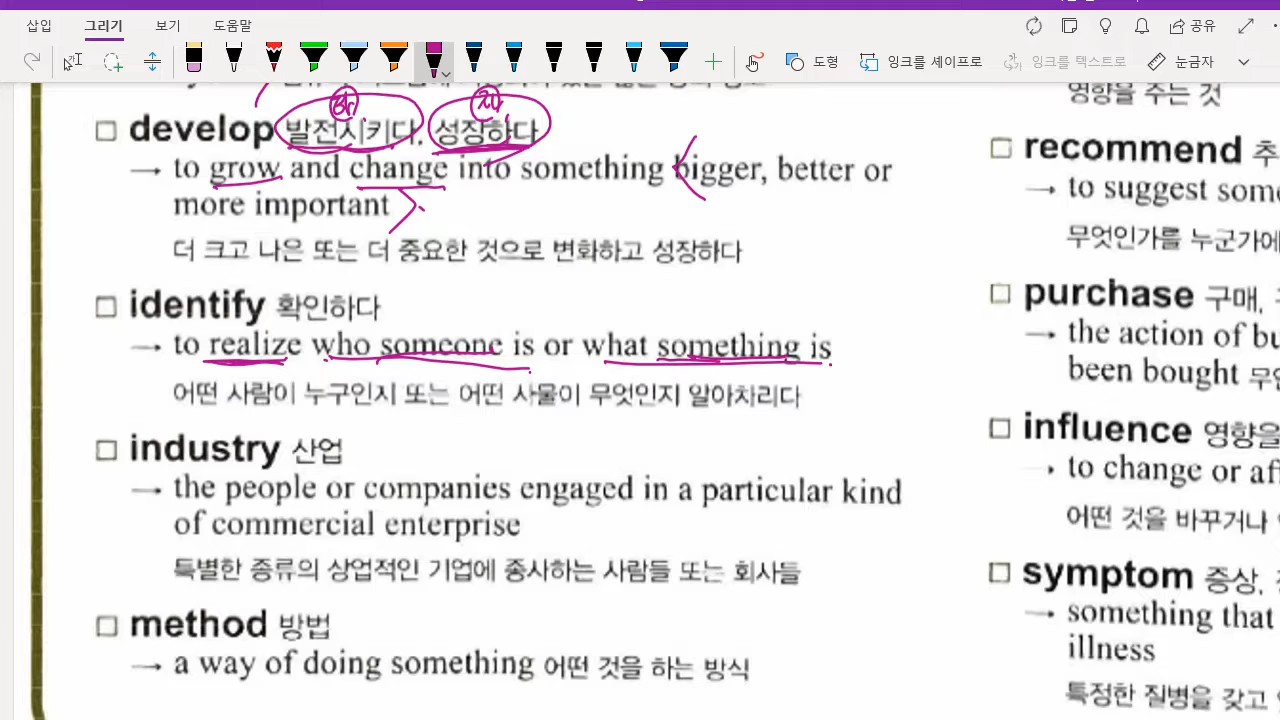 삽입 그리기 보기 도움말
공유
도형 잉크를 셰이프로 잉크를 텍스트로 눈금자
develop 발전시키다, 성장하다
→ to grow and change into something bigger, better or
more important
더 크고 나은 또는 더 중요한 것으로 변화하고 성장하다
identify 확인하다
→ to realize who someone is or what something is
어떤 사람이 누구인지 또는 어떤 사물이 무엇인지 알아차리다
industry 산업
→ the people or companies engaged in a particular kind
of commercial enterprise
특별한 종류의 상업적인 기업에 종사하는 사람들 또는 회사들
method 방법
→ a way of doing something 어떤 것을 하는 방식
영향을 주는 것
recommend 추
→ to suggest som
무엇인가를 누군가에
purchase 구매,
→ the action of bu
been bought 무
influence 영향을
→ to change or af
어떤 것을 바꾸거나
symptom 증상,
→ something that
illness
특정한 질병을 갖고